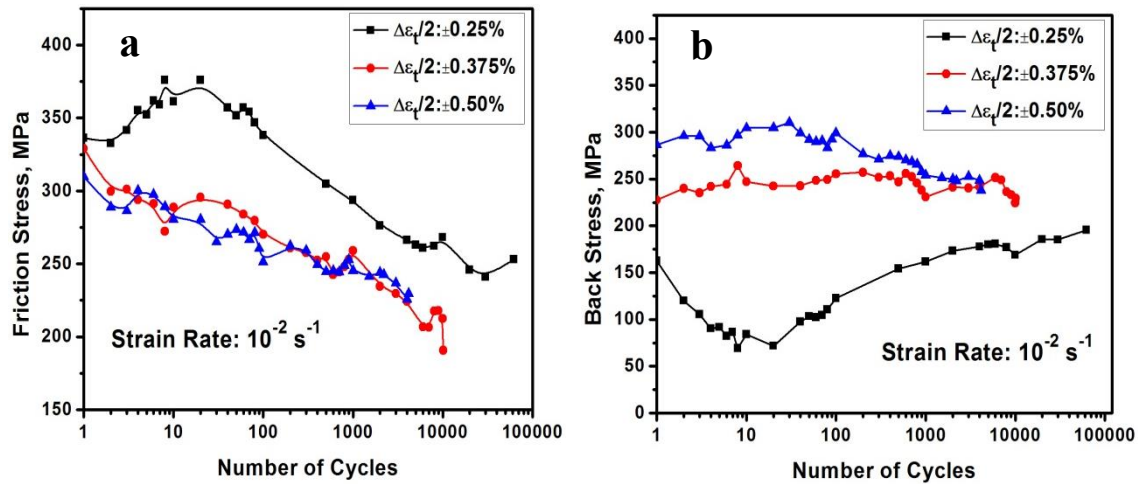 a
Δεt/2:±0.25%
Δεt/2:±0.375%
Δεt/2:±0.50%
400
350
300
250
200
150
Friction Stress, MPa
Strain Rate: 10⁻² s⁻¹
1 10 100 1000 10000 100000
Number of Cycles
b
Δεt/2:±0.25%
Δεt/2:±0.375%
Δεt/2:±0.50%
400
350
300
250
200
150
100
50
0
Back Stress, MPa
Strain Rate: 10⁻² s⁻¹
1 10 100 1000 10000 100000
Number of Cycles